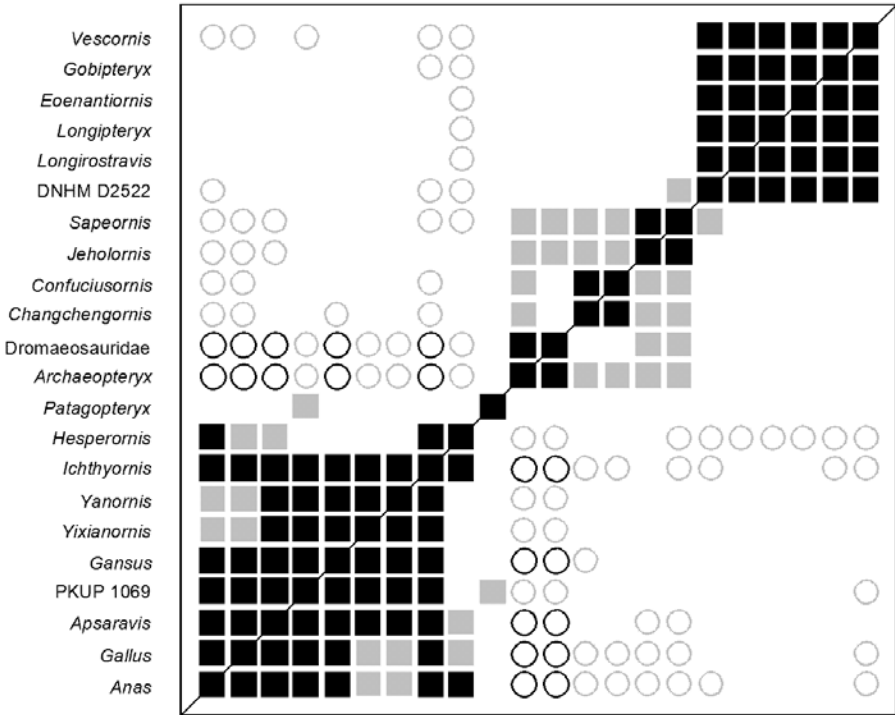 Vescornis
Gobipteryx
Eoenantiornis
Longipteryx
Longirostravis
DNHM D2522
Sapeornis
Jeholornis
Confuciusornis
Changchengornis
Dromaeosauridae
Archaeopteryx
Patagopteryx
Hesperornis
Ichthyornis
Yanornis
Yixianornis
Gansus
PKUP 1069
Apsaravis
Gallus
Anas